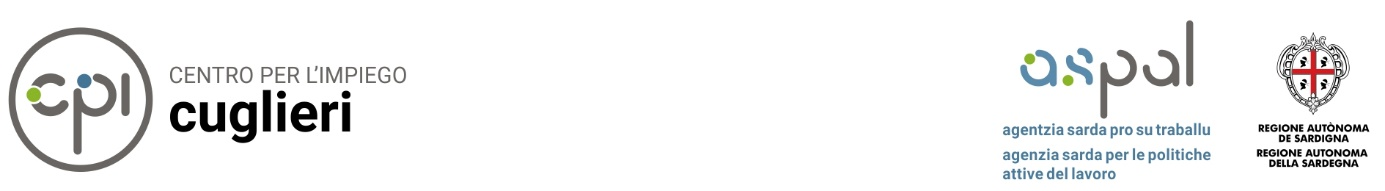 cpi
CENTRO PER L'IMPIEGO
cuglieri
aspal
agentzia sarda pro su traballu
agenzia sarda per le politiche
attive del lavoro
REGIONE AUTÒNOMA
DE SARDIGNA
REGIONE AUTONOMA
DELLA SARDEGNA